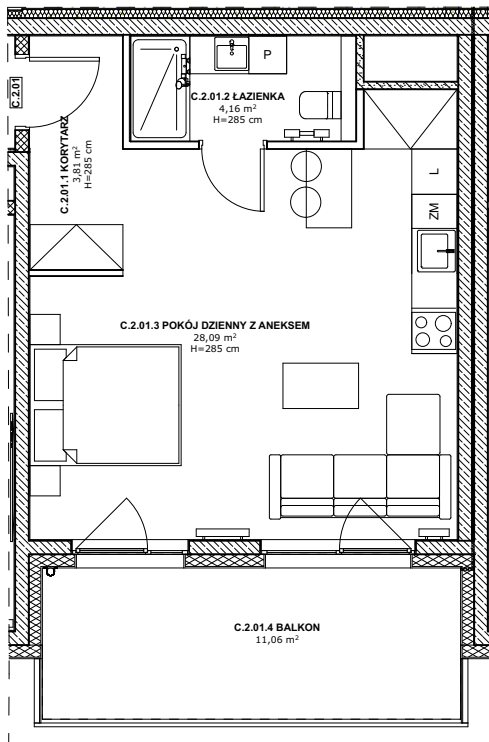 C.2.01
C.2.01.1 KORYTARZ
3,81 m²
H=285 cm
C.2.01.2 ŁAZIENKA
4,16 m²
H=285 cm
P
L
ZM
C.2.01.3 POKÓJ DZIENNY Z ANEKSEM
28,09 m²
H=285 cm
C.2.01.4 BALKON
11,06 m²